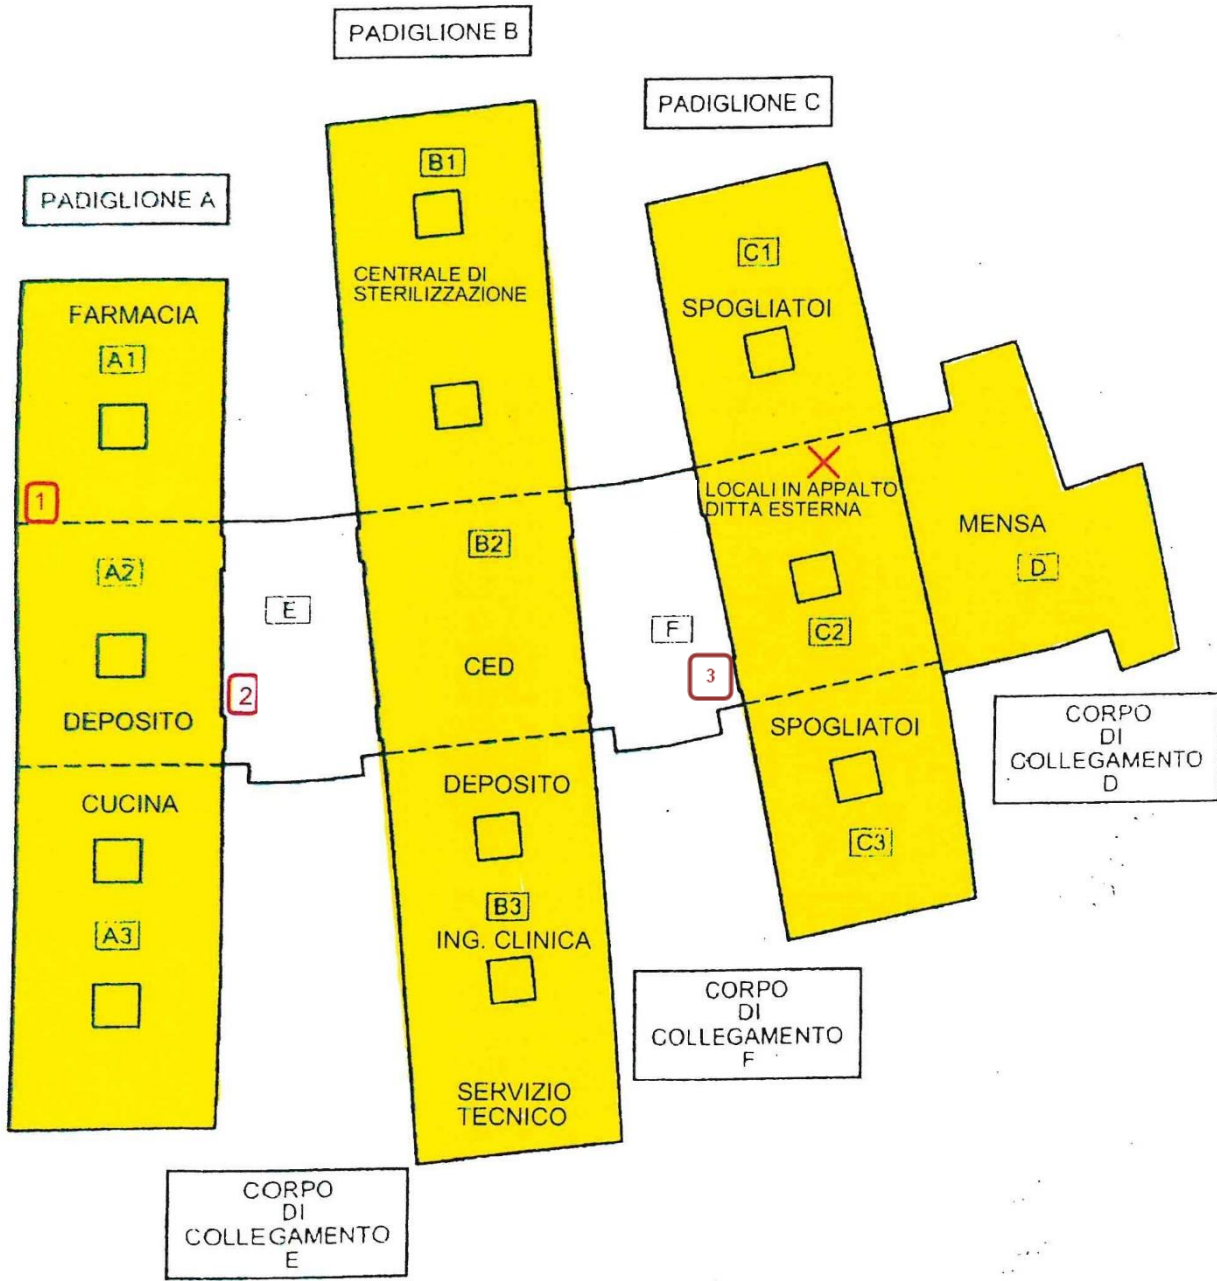 PADIGLIONE B
PADIGLIONE C
PADIGLIONE A
B1
CENTRALE DI
STERILIZZAZIONE
C1
SPOGLIATOI
FARMACIA
A1
1
LOCALI IN APPALTO
DITTA ESTERNA
MENSA
D
A2
E
B2
F
C2
CED
3
2
DEPOSITO
SPOGLIATOI
CORPO
DI
COLLEGAMENTO
D
CUCINA
DEPOSITO
C3
A3
B3
ING. CLINICA
CORPO
DI
COLLEGAMENTO
F
SERVIZIO
TECNICO
CORPO
DI
COLLEGAMENTO
E